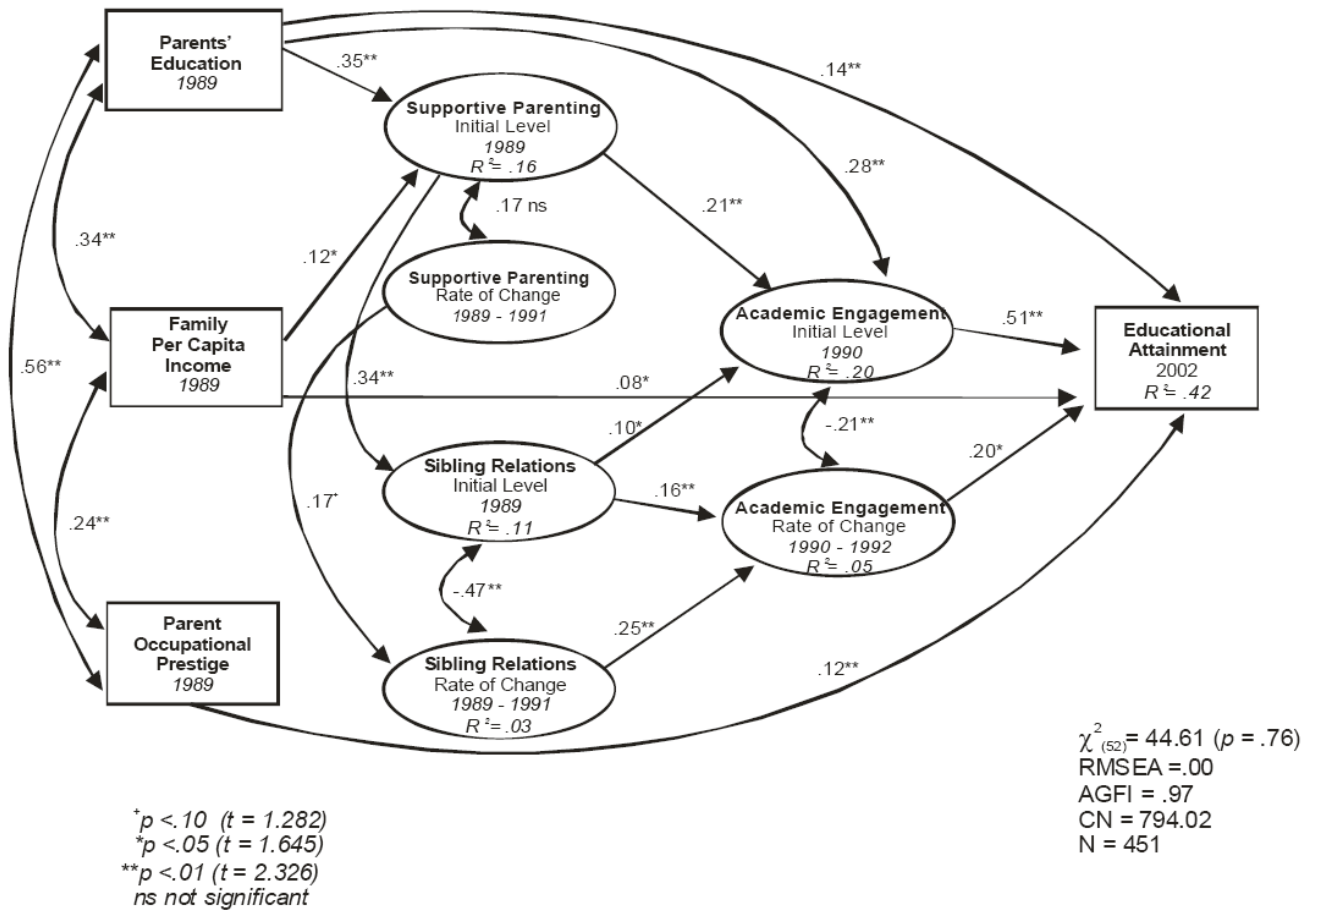 Parents'
Education
1989
.35**
.14**
Supportive Parenting
Initial Level
1989
R²= .16
.28**
.21**
.17 ns
.34**
.12*
Supportive Parenting
Rate of Change
1989 - 1991
Family
Per Capita
Income
1989
Academic Engagement
Initial Level
1990
R²= .20
.51**
Educational
Attainment
2002
R²= .42
.56**
.34**
.08*
.10*
-.21**
.20*
Sibling Relations
Initial Level
1989
R²= .11
.16**
Academic Engagement
Rate of Change
1990 - 1992
R²= .05
.17⁺
.24**
-.47**
.25**
.12**
Parent
Occupational
Prestige
1989
Sibling Relations
Rate of Change
1989 - 1991
R²= .03
χ²(52)= 44.61 (p = .76)
RMSEA =.00
AGFI = .97
CN = 794.02
N = 451
⁺p <.10 (t = 1.282)
*p <.05 (t = 1.645)
**p <.01 (t = 2.326)
ns not significant